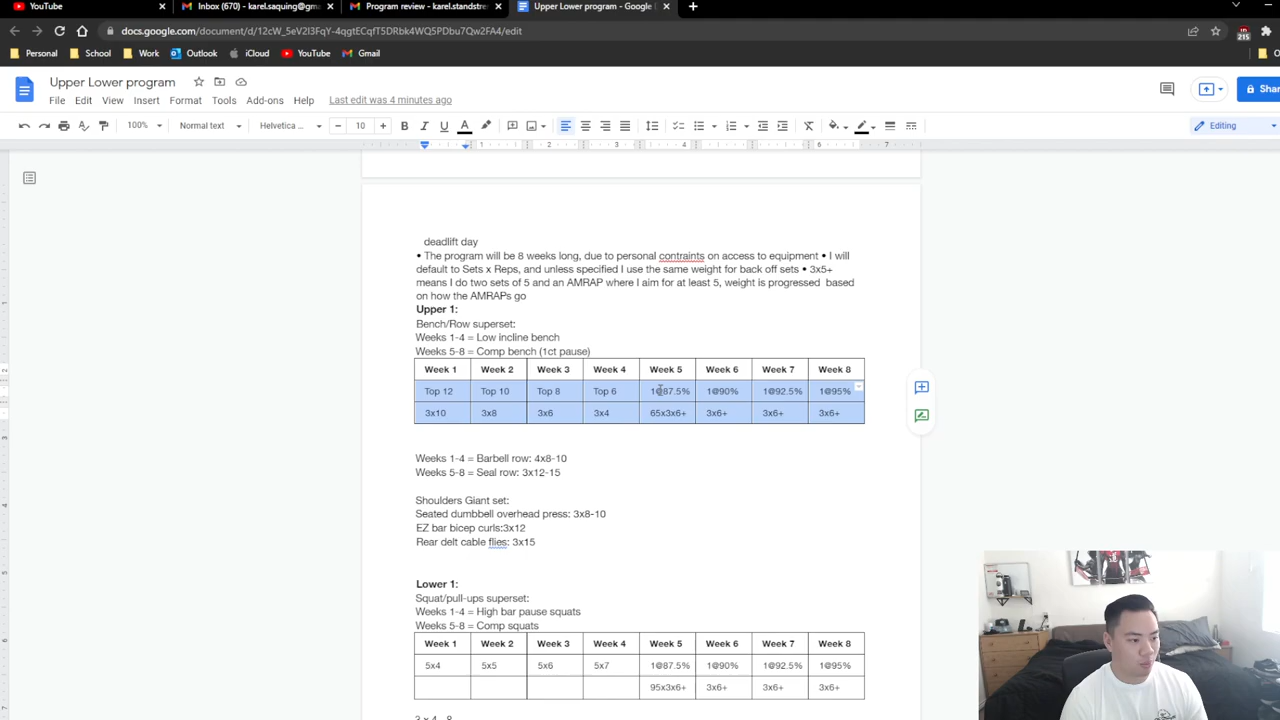 YouTube
Inbox (670) - karel.saquing@gm
Program review - karel.standstre
Upper Lower program - Google
docs.google.com/document/d/12cW_5eV2I3FqY-4qgtECqfT5DRbk4WQ5PDbu7Qw2FA4/edit
215
Personal School Work Outlook iCloud YouTube Gmail
Upper Lower program
File Edit View Insert Format Tools Add-ons Help Last edit was 4 minutes ago
Shar
100% Normal text Helvetica ... 10 Editing
1 2 3 4 5 6 7
deadlift day
• The program will be 8 weeks long, due to personal contraints on access to equipment • I will
default to Sets x Reps, and unless specified I use the same weight for back off sets • 3x5+
means I do two sets of 5 and an AMRAP where I aim for at least 5, weight is progressed based
on how the AMRAPs go
Upper 1:
Bench/Row superset:
Weeks 1-4 = Low incline bench
Weeks 5-8 = Comp bench (1ct pause)
Week 1 Week 2 Week 3 Week 4 Week 5 Week 6 Week 7 Week 8
Top 12 Top 10 Top 8 Top 6 1@87.5% 1@90% 1@92.5% 1@95%
3x10 3x8 3x6 3x4 65x3x6+ 3x6+ 3x6+ 3x6+
Weeks 1-4 = Barbell row: 4x8-10
Weeks 5-8 = Seal row: 3x12-15
Shoulders Giant set:
Seated dumbbell overhead press: 3x8-10
EZ bar bicep curls:3x12
Rear delt cable flies: 3x15
Lower 1:
Squat/pull-ups superset:
Weeks 1-4 = High bar pause squats
Weeks 5-8 = Comp squats
Week 1 Week 2 Week 3 Week 4 Week 5 Week 6 Week 7 Week 8
5x4 5x5 5x6 5x7 1@87.5% 1@90% 1@92.5% 1@95%
95x3x6+ 3x6+ 3x6+ 3x6+
3 x 4 - 8